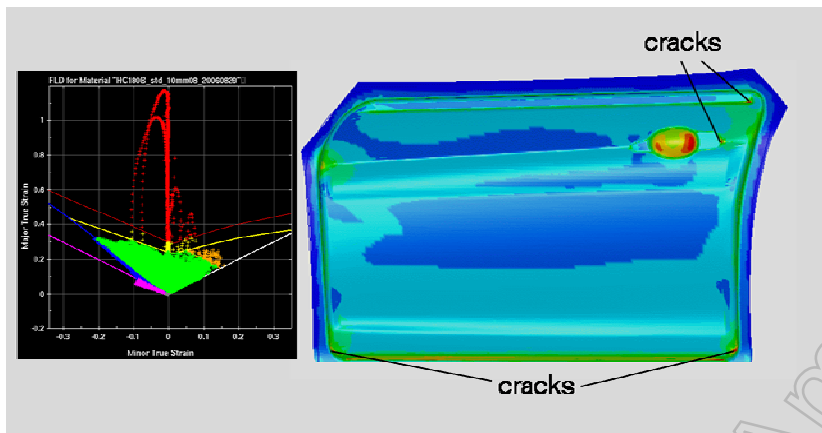 cracks
FLD for Material
Major True Strain
1
0.8
0.6
0.4
0.2
0
-0.2
-0.3 -0.2 -0.1 0 0.1 0.2 0.3
Minor True Strain
cracks